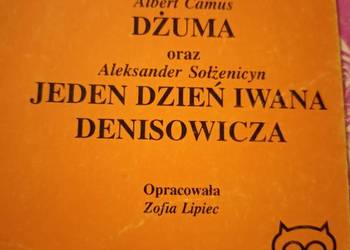 Albert Camus
DŻUMA
oraz
Aleksander Sołżenicyn
JEDEN DZIEŃ IWANA
DENISOWICZA
Opracowała
Zofia Lipiec